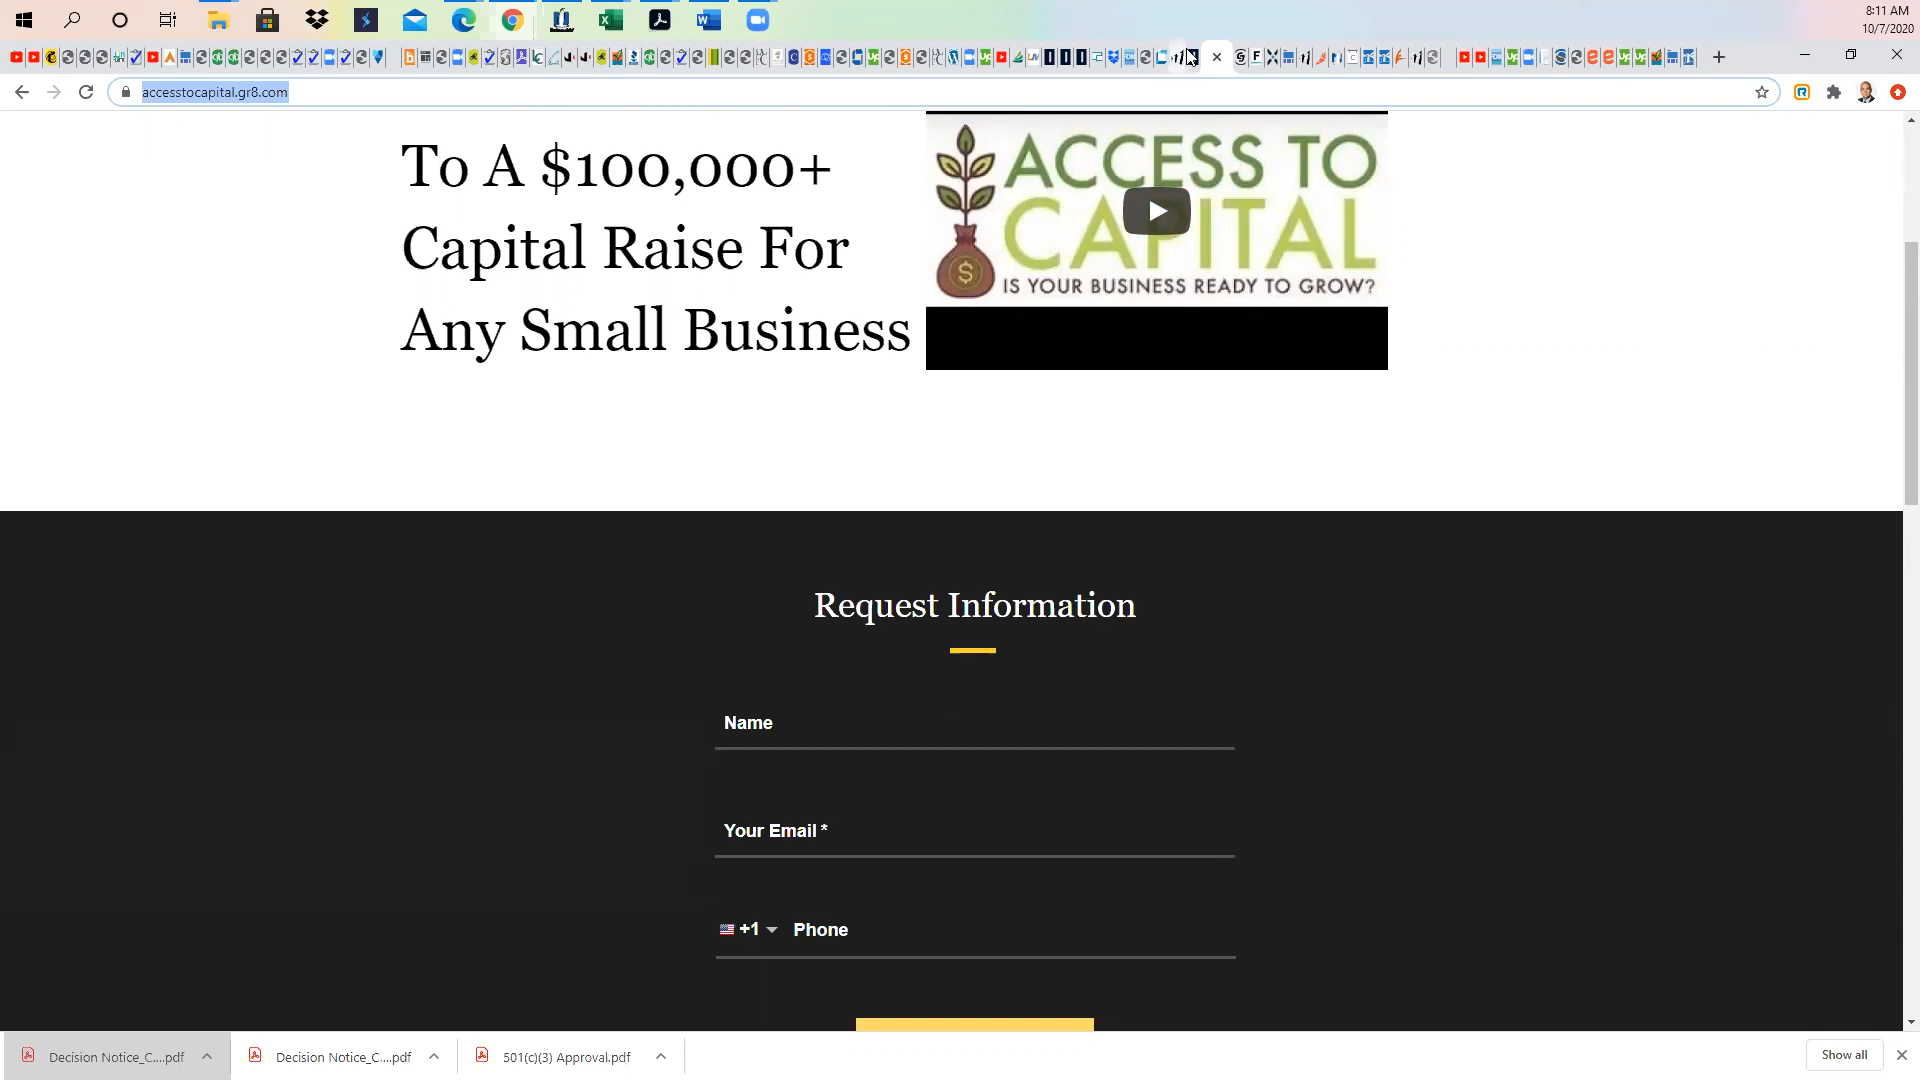 8:11 AM
10/7/2020
accesstocapital.gr8.com
To A $100,000+
Capital Raise For
Any Small Business
ACCESS TO
CAPITAL
IS YOUR BUSINESS READY TO GROW?
Request Information
Name
Your Email *
+1 Phone
Decision Notice_C....pdf
Decision Notice_C....pdf
501(c)(3) Approval.pdf
Show all